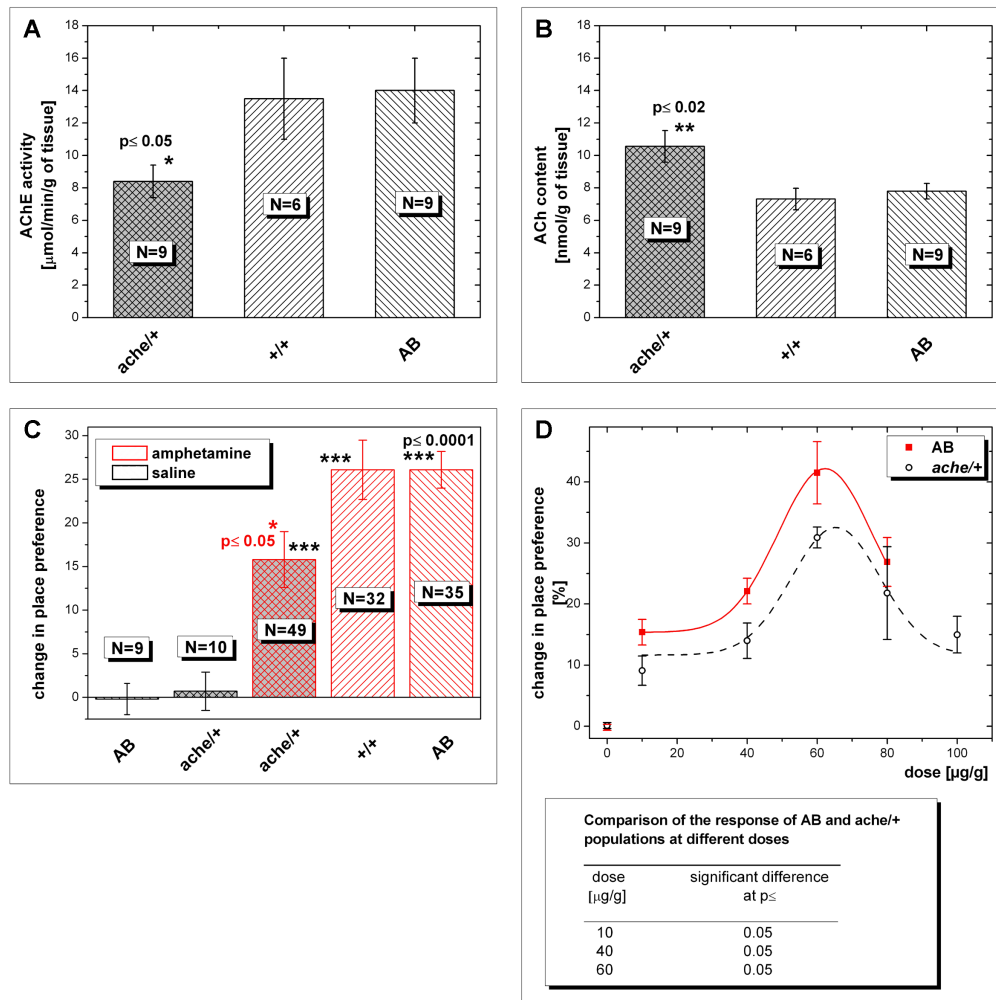 A
AChE activity
[µmol/min/g of tissue]
18
16
14
12
10
8
6
4
2
0
p≤ 0.05
*
N=9
N=6
N=9
ache/+
+/+
AB
B
ACh content
[nmol/g of tissue]
18
16
14
12
10
8
6
4
2
0
p≤ 0.02
**
N=9
N=6
N=9
ache/+
+/+
AB
C
change in place preference
30
25
20
15
10
5
0
amphetamine
saline
p≤ 0.0001
***
***
*
p≤ 0.05
***
N=9
N=10
N=49
N=32
N=35
AB
ache/+
ache/+
+/+
AB
D
change in place preference
[%]
40
30
20
10
0
AB
ache/+
0 20 40 60 80 100
dose [µg/g]
Comparison of the response of AB and ache/+
populations at different doses
dose significant difference
[µg/g] at p≤
10 0.05
40 0.05
60 0.05